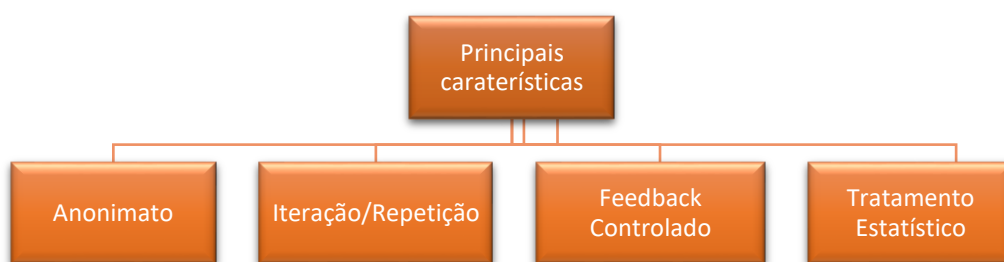 Principais
caraterísticas
Anonimato
Iteração/Repetição
Feedback
Controlado
Tratamento
Estatístico